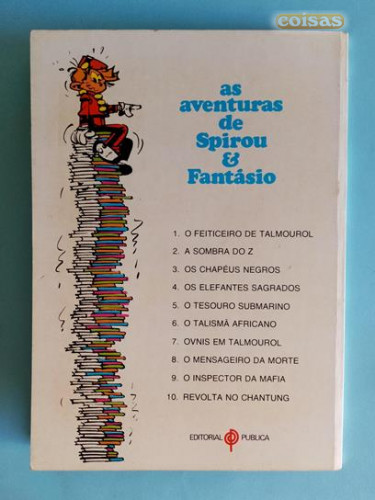 coisas
as
aventuras
de
Spirou
&
Fantásio
1. O FEITICEIRO DE TALMOUROL
2. A SOMBRA DO Z
3. OS CHAPÉUS NEGROS
4. OS ELEFANTES SAGRADOS
5. O TESOURO SUBMARINO
6. O TALISMÃ AFRICANO
7. OVNIS EM TALMOUROL
8. O MENSAGEIRO DA MORTE
9. O INSPECTOR DA MAFIA
10. REVOLTA NO CHANTUNG
EDITORIAL PUBLICA